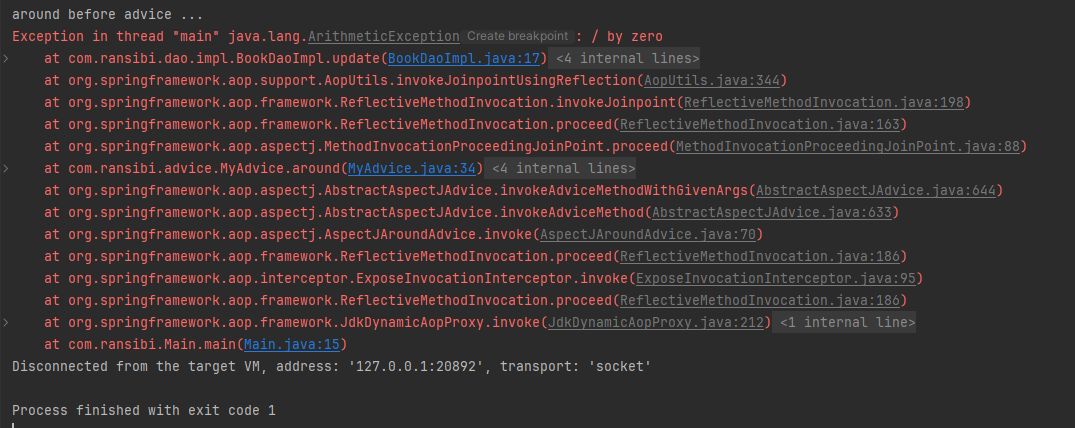 around before advice ...
Exception in thread "main" java.lang.ArithmeticException Create breakpoint : / by zero
    at com.ransibi.dao.impl.BookDaoImpl.update(BookDaoImpl.java:17) <4 internal lines>
    at org.springframework.aop.support.AopUtils.invokeJoinpointUsingReflection(AopUtils.java:344)
    at org.springframework.aop.framework.ReflectiveMethodInvocation.invokeJoinpoint(ReflectiveMethodInvocation.java:198)
    at org.springframework.aop.framework.ReflectiveMethodInvocation.proceed(ReflectiveMethodInvocation.java:163)
    at org.springframework.aop.aspectj.MethodInvocationProceedingJoinPoint.proceed(MethodInvocationProceedingJoinPoint.java:88)
    at com.ransibi.advice.MyAdvice.around(MyAdvice.java:34) <4 internal lines>
    at org.springframework.aop.aspectj.AbstractAspectJAdvice.invokeAdviceMethodWithGivenArgs(AbstractAspectJAdvice.java:644)
    at org.springframework.aop.aspectj.AbstractAspectJAdvice.invokeAdviceMethod(AbstractAspectJAdvice.java:633)
    at org.springframework.aop.aspectj.AspectJAroundAdvice.invoke(AspectJAroundAdvice.java:70)
    at org.springframework.aop.framework.ReflectiveMethodInvocation.proceed(ReflectiveMethodInvocation.java:186)
    at org.springframework.aop.interceptor.ExposeInvocationInterceptor.invoke(ExposeInvocationInterceptor.java:95)
    at org.springframework.aop.framework.ReflectiveMethodInvocation.proceed(ReflectiveMethodInvocation.java:186)
    at org.springframework.aop.framework.JdkDynamicAopProxy.invoke(JdkDynamicAopProxy.java:212) <1 internal line>
    at com.ransibi.Main.main(Main.java:15)
Disconnected from the target VM, address: '127.0.0.1:20892', transport: 'socket'
Process finished with exit code 1